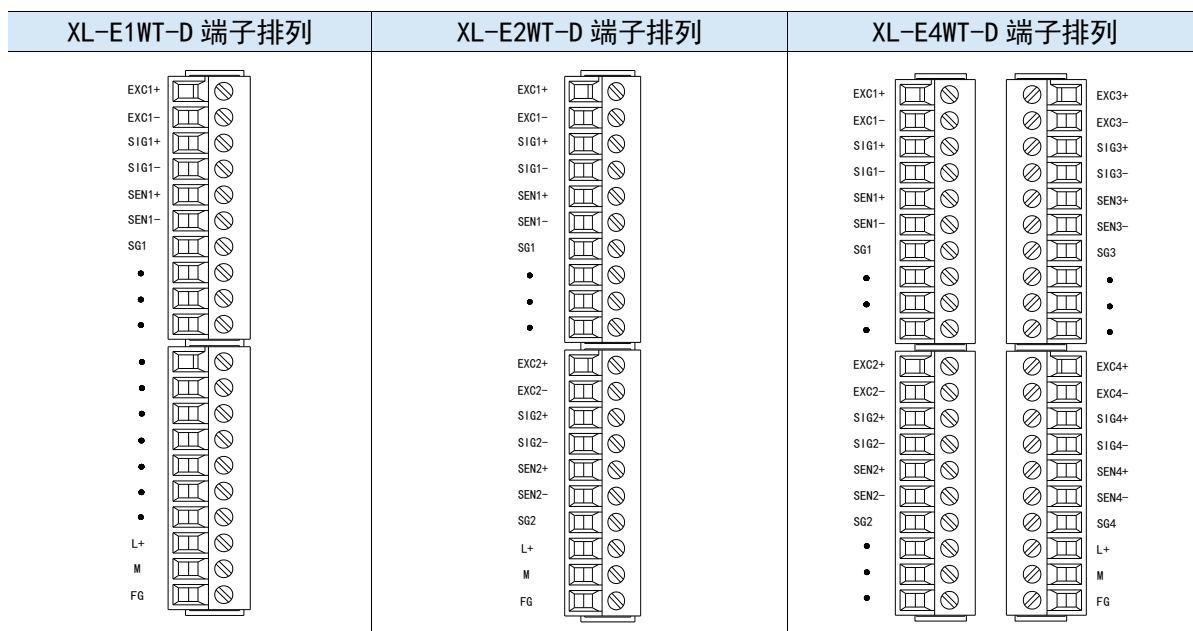 XL-E1WT-D 端子排列
XL-E2WT-D 端子排列
XL-E4WT-D 端子排列
EXC1+
EXC1-
SIG1+
SIG1-
SEN1+
SEN1-
SG1
•
•
•
•
•
•
•
•
•
•
L+
M
FG
EXC1+
EXC1-
SIG1+
SIG1-
SEN1+
SEN1-
SG1
•
•
•
EXC2+
EXC2-
SIG2+
SIG2-
SEN2+
SEN2-
SG2
L+
M
FG
EXC1+
EXC1-
SIG1+
SIG1-
SEN1+
SEN1-
SG1
•
•
•
EXC2+
EXC2-
SIG2+
SIG2-
SEN2+
SEN2-
SG2
•
•
•
EXC3+
EXC3-
SIG3+
SIG3-
SEN3+
SEN3-
SG3
•
•
•
EXC4+
EXC4-
SIG4+
SIG4-
SEN4+
SEN4-
SG4
L+
M
FG